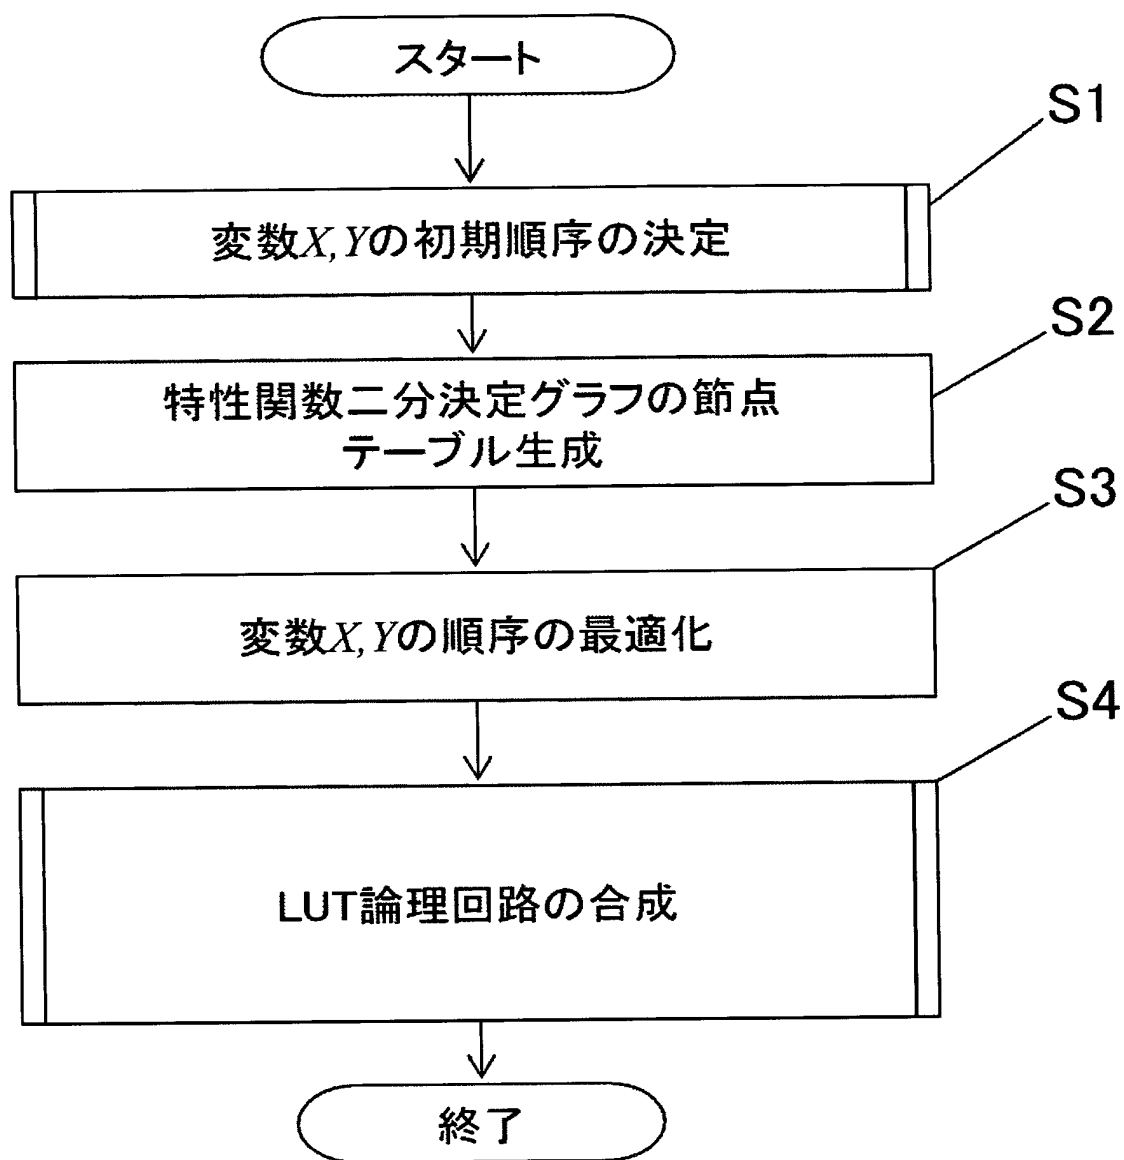 スタート
S1
変数X,Yの初期順序の決定
S2
特性関数二分決定グラフの節点
テーブル生成
S3
変数X,Yの順序の最適化
S4
LUT論理回路の合成
終了